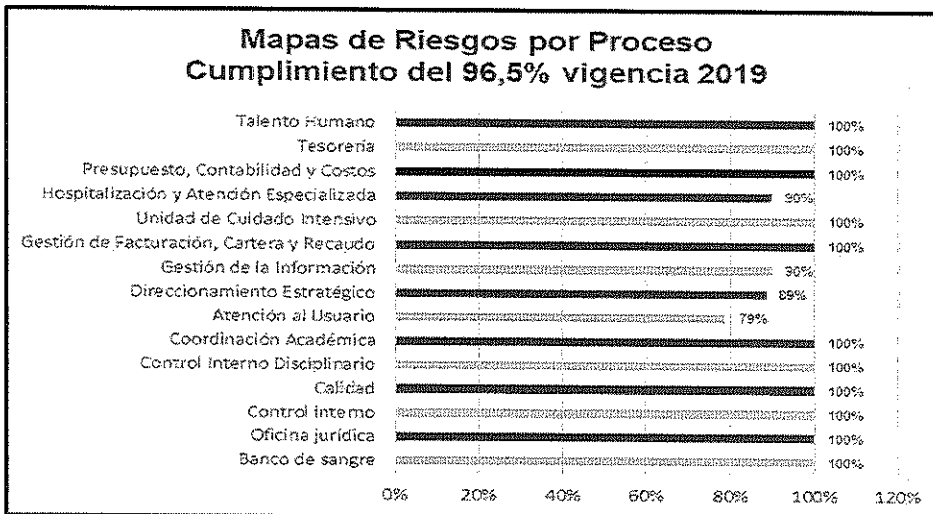 Mapas de Riesgos por Proceso
Cumplimiento del 96,5% vigencia 2019
Talento Humano 100%
Tesorería 100%
Presupuesto, Contabilidad y Costos 100%
Hospitalización y Atención Especializada 90%
Unidad de Cuidado Intensivo 100%
Gestión de Facturación, Cartera y Recaudo 100%
Gestión de la Información 90%
Direccionamiento Estratégico 89%
Atención al Usuario 79%
Coordinación Académica 100%
Control Interno Disciplinario 100%
Calidad 100%
Control interno 100%
Oficina jurídica 100%
Banco de sangre 100%
0% 20% 40% 60% 80% 100% 120%